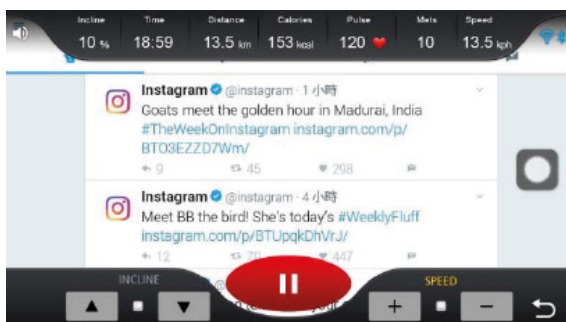 Incline Time Distance Calories Pulse Mets Speed
10 % 18:59 13.5 km 153 kcal 120 10 13.5 kph
Instagram @instagram · 1 小時
Goats meet the golden hour in Madurai, India
#TheWeekOnInstagram instagram.com/p/
BTO3EZZD7Wm/
9 45 298
Instagram @instagram · 4 小時
Meet BB the bird! She's today's #WeeklyFluff
instagram.com/p/BTUpqkDhVrJ/
12 70 447
INCLINE SPEED